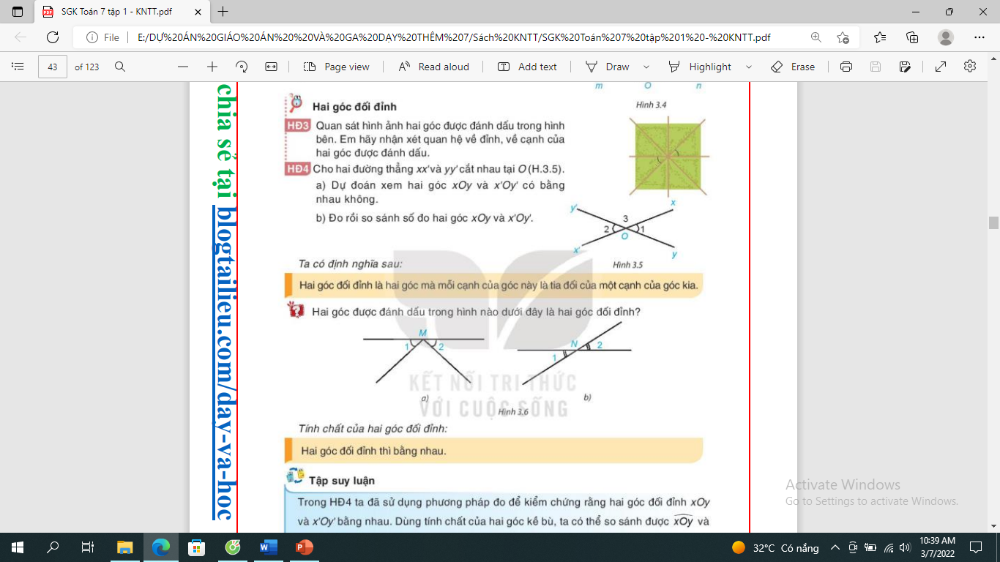 SGK Toán 7 tập 1 - KNTT.pdf
File
E:/DỰ%20ÁN%20GIÁO%20ÁN%20%20VÀ%20GA%20DẠY%20THÊM%207/Sách%20KNTT/SGK%20Toán%207%20tập%201%20-%20KNTT.pdf
43 of 123
Page view
Read aloud
Add text
Draw
Highlight
Erase
chia sẻ tại blogtailieu.com/day-va-hoc
m O n
Hình 3.4
Hai góc đối đỉnh
HĐ3 Quan sát hình ảnh hai góc được đánh dấu trong hình
bên. Em hãy nhận xét quan hệ về đỉnh, về cạnh của
hai góc được đánh dấu.
HĐ4 Cho hai đường thẳng xx' và yy' cắt nhau tại O (H.3.5).
a) Dự đoán xem hai góc xOy và x'Oy' có bằng
nhau không.
b) Đo rồi so sánh số đo hai góc xOy và x'Oy'.
y' x
3
2 1
O
x' y
Hình 3.5
Ta có định nghĩa sau:
Hai góc đối đỉnh là hai góc mà mỗi cạnh của góc này là tia đối của một cạnh của góc kia.
? Hai góc được đánh dấu trong hình nào dưới đây là hai góc đối đỉnh?
M
1 2
N 2
1
KẾT NỐI TRI THỨC
VỚI CUỘC SỐNG
a) b)
Hình 3.6
Tính chất của hai góc đối đỉnh:
Hai góc đối đỉnh thì bằng nhau.
Tập suy luận
Trong HĐ4 ta đã sử dụng phương pháp đo để kiểm chứng rằng hai góc đối đỉnh xOy
và x'Oy' bằng nhau. Dùng tính chất của hai góc kề bù, ta có thể so sánh được xOy và
Activate Windows
Go to Settings to activate Windows.
32°C Có nắng
10:39 AM
3/7/2022